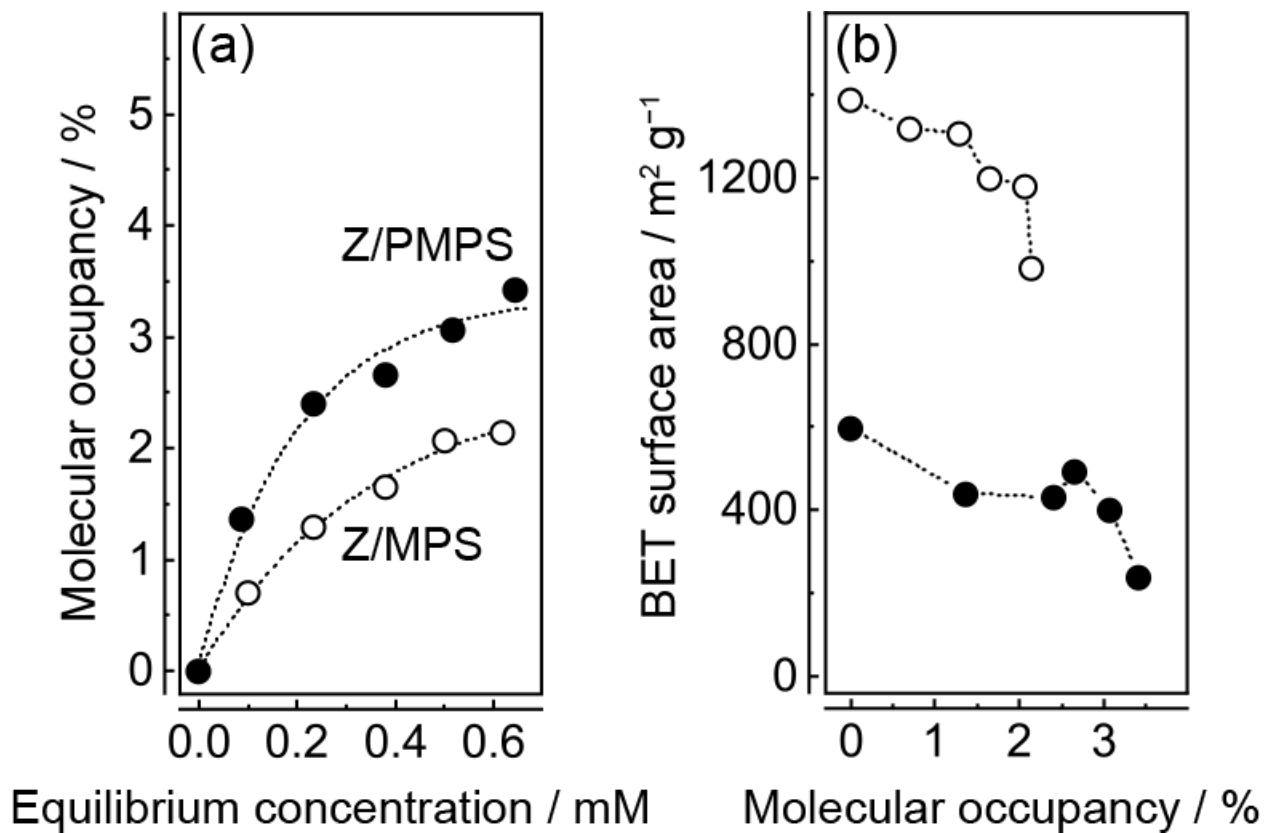 (a)
Molecular occupancy / %
5
4
3
2
1
0
Z/PMPS
Z/MPS
0.0 0.2 0.4 0.6
Equilibrium concentration / mM
(b)
BET surface area / m² g⁻¹
1200
800
400
0
0 1 2 3
Molecular occupancy / %